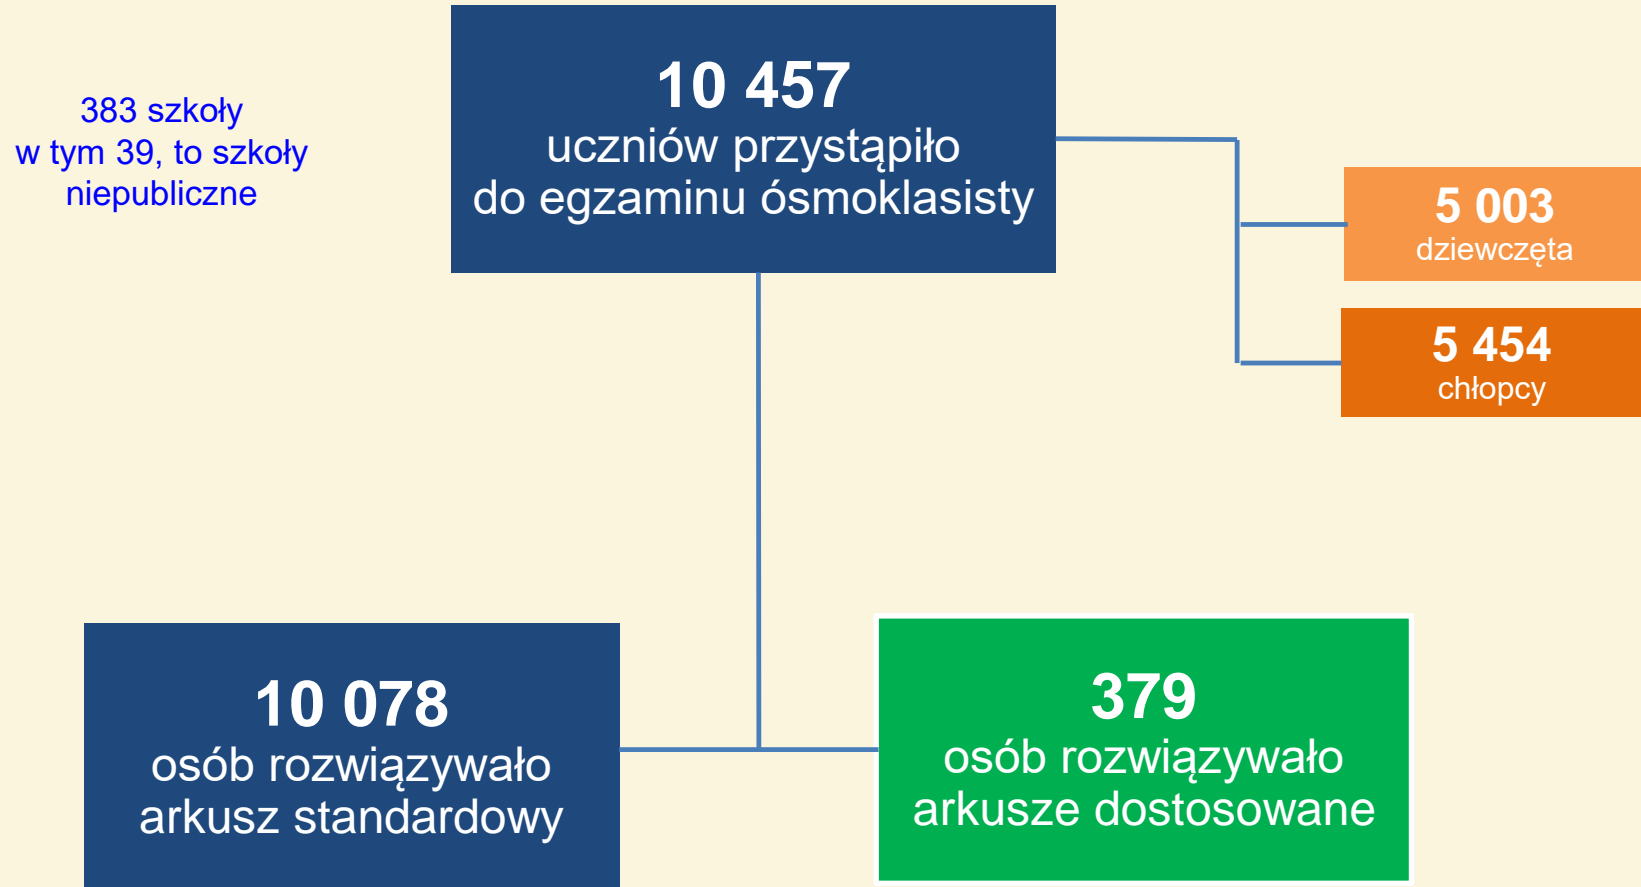 383 szkoły
w tym 39, to szkoły
niepubliczne
10 457
uczniów przystąpiło
do egzaminu ósmoklasisty
5 003
dziewczęta
5 454
chłopcy
10 078
osób rozwiązywało
arkusz standardowy
379
osób rozwiązywało
arkusze dostosowane